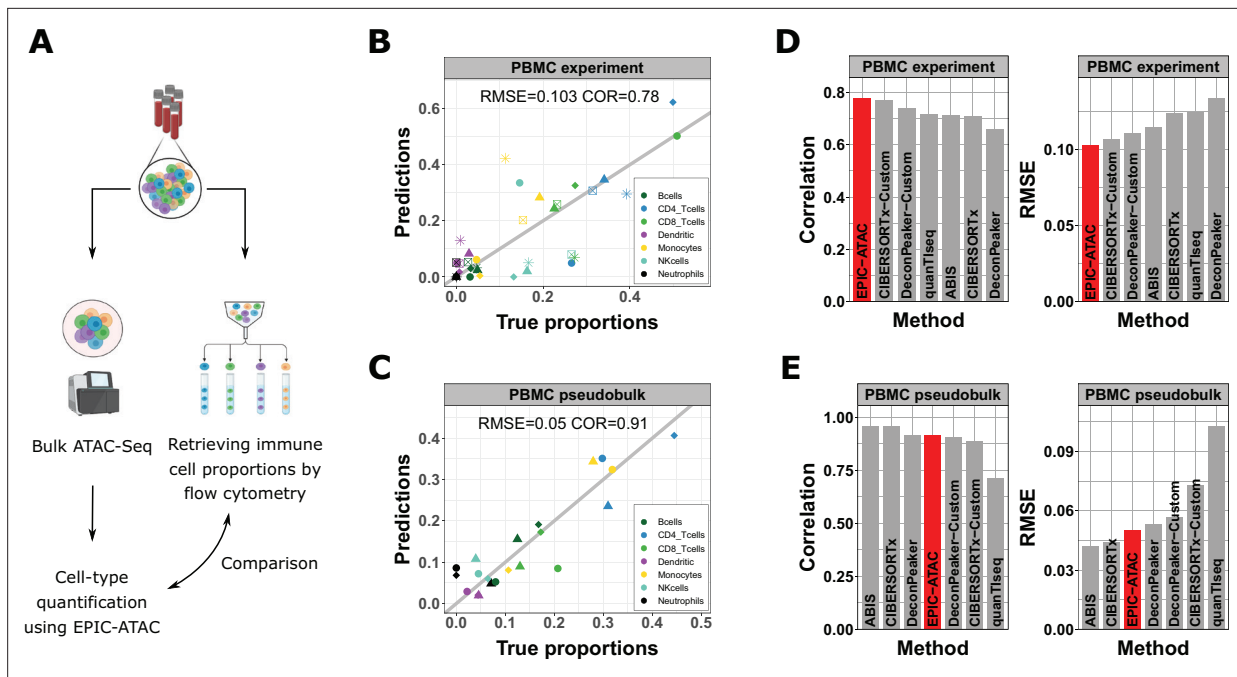 A
Bulk ATAC-Seq
Retrieving immune
cell proportions by
flow cytometry
Comparison
Cell-type
quantification
using EPIC-ATAC
B
PBMC experiment
RMSE=0.103 COR=0.78
Predictions
0.6
0.4
0.2
0.0
Bcells
CD4_Tcells
CD8_Tcells
Dendritic
Monocytes
NKcells
Neutrophils
0.0 0.2 0.4
True proportions
C
PBMC pseudobulk
RMSE=0.05 COR=0.91
Predictions
0.4
0.3
0.2
0.1
0.0
Bcells
CD4_Tcells
CD8_Tcells
Dendritic
Monocytes
NKcells
Neutrophils
0.0 0.1 0.2 0.3 0.4 0.5
True proportions
D
PBMC experiment
Correlation
0.8
0.6
0.4
0.2
0.0
EPIC−ATAC
CIBERSORTx−Custom
DeconPeaker−Custom
quanTIseq
ABIS
CIBERSORTx
DeconPeaker
Method
PBMC experiment
RMSE
0.10
0.05
0.00
EPIC−ATAC
CIBERSORTx−Custom
DeconPeaker−Custom
ABIS
CIBERSORTx
quanTIseq
DeconPeaker
Method
E
PBMC pseudobulk
Correlation
1.00
0.75
0.50
0.25
0.00
ABIS
CIBERSORTx
DeconPeaker
EPIC−ATAC
DeconPeaker−Custom
CIBERSORTx−Custom
quanTIseq
Method
PBMC pseudobulk
RMSE
0.09
0.06
0.03
0.00
ABIS
CIBERSORTx
EPIC−ATAC
DeconPeaker
DeconPeaker−Custom
CIBERSORTx−Custom
quanTIseq
Method